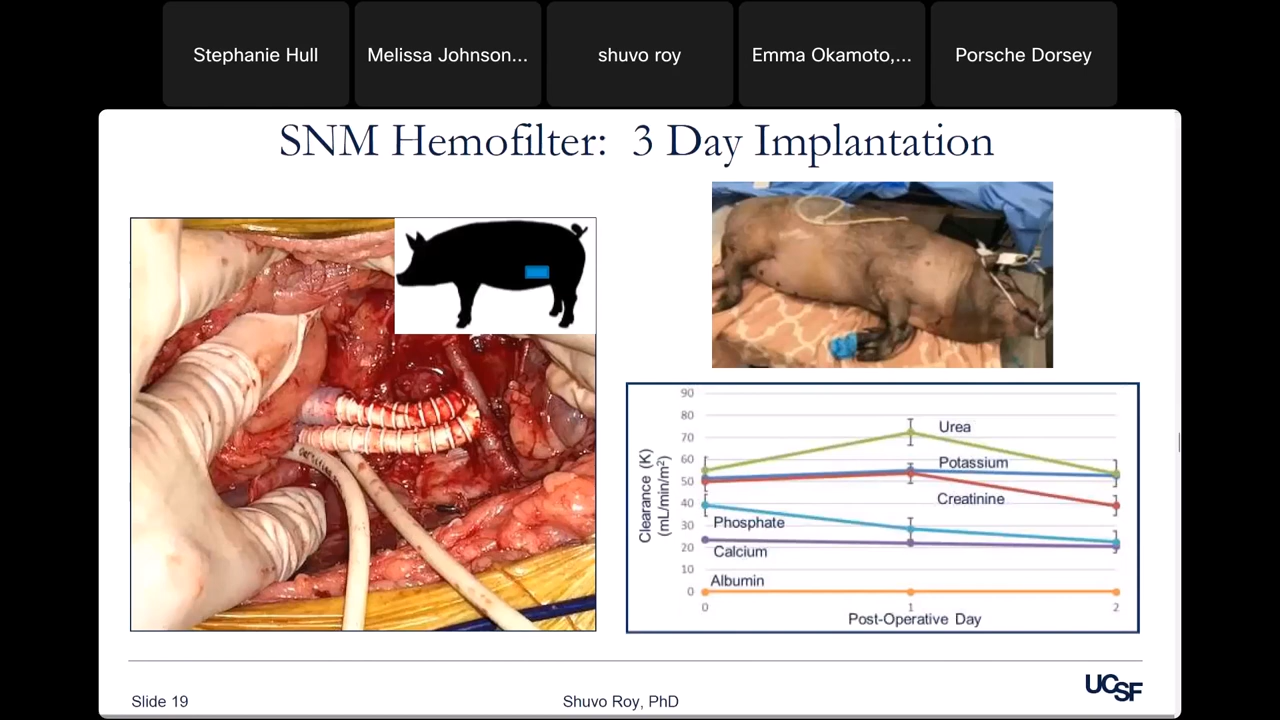 Stephanie Hull
Melissa Johnson...
shuvo roy
Emma Okamoto,...
Porsche Dorsey
SNM Hemofilter: 3 Day Implantation
Clearance (K)
(mL/min/m²)
90
80
70
60
50
40
30
20
10
0
Urea
Potassium
Creatinine
Phosphate
Calcium
Albumin
0
1
2
Post-Operative Day
Slide 19
Shuvo Roy, PhD
UCSF